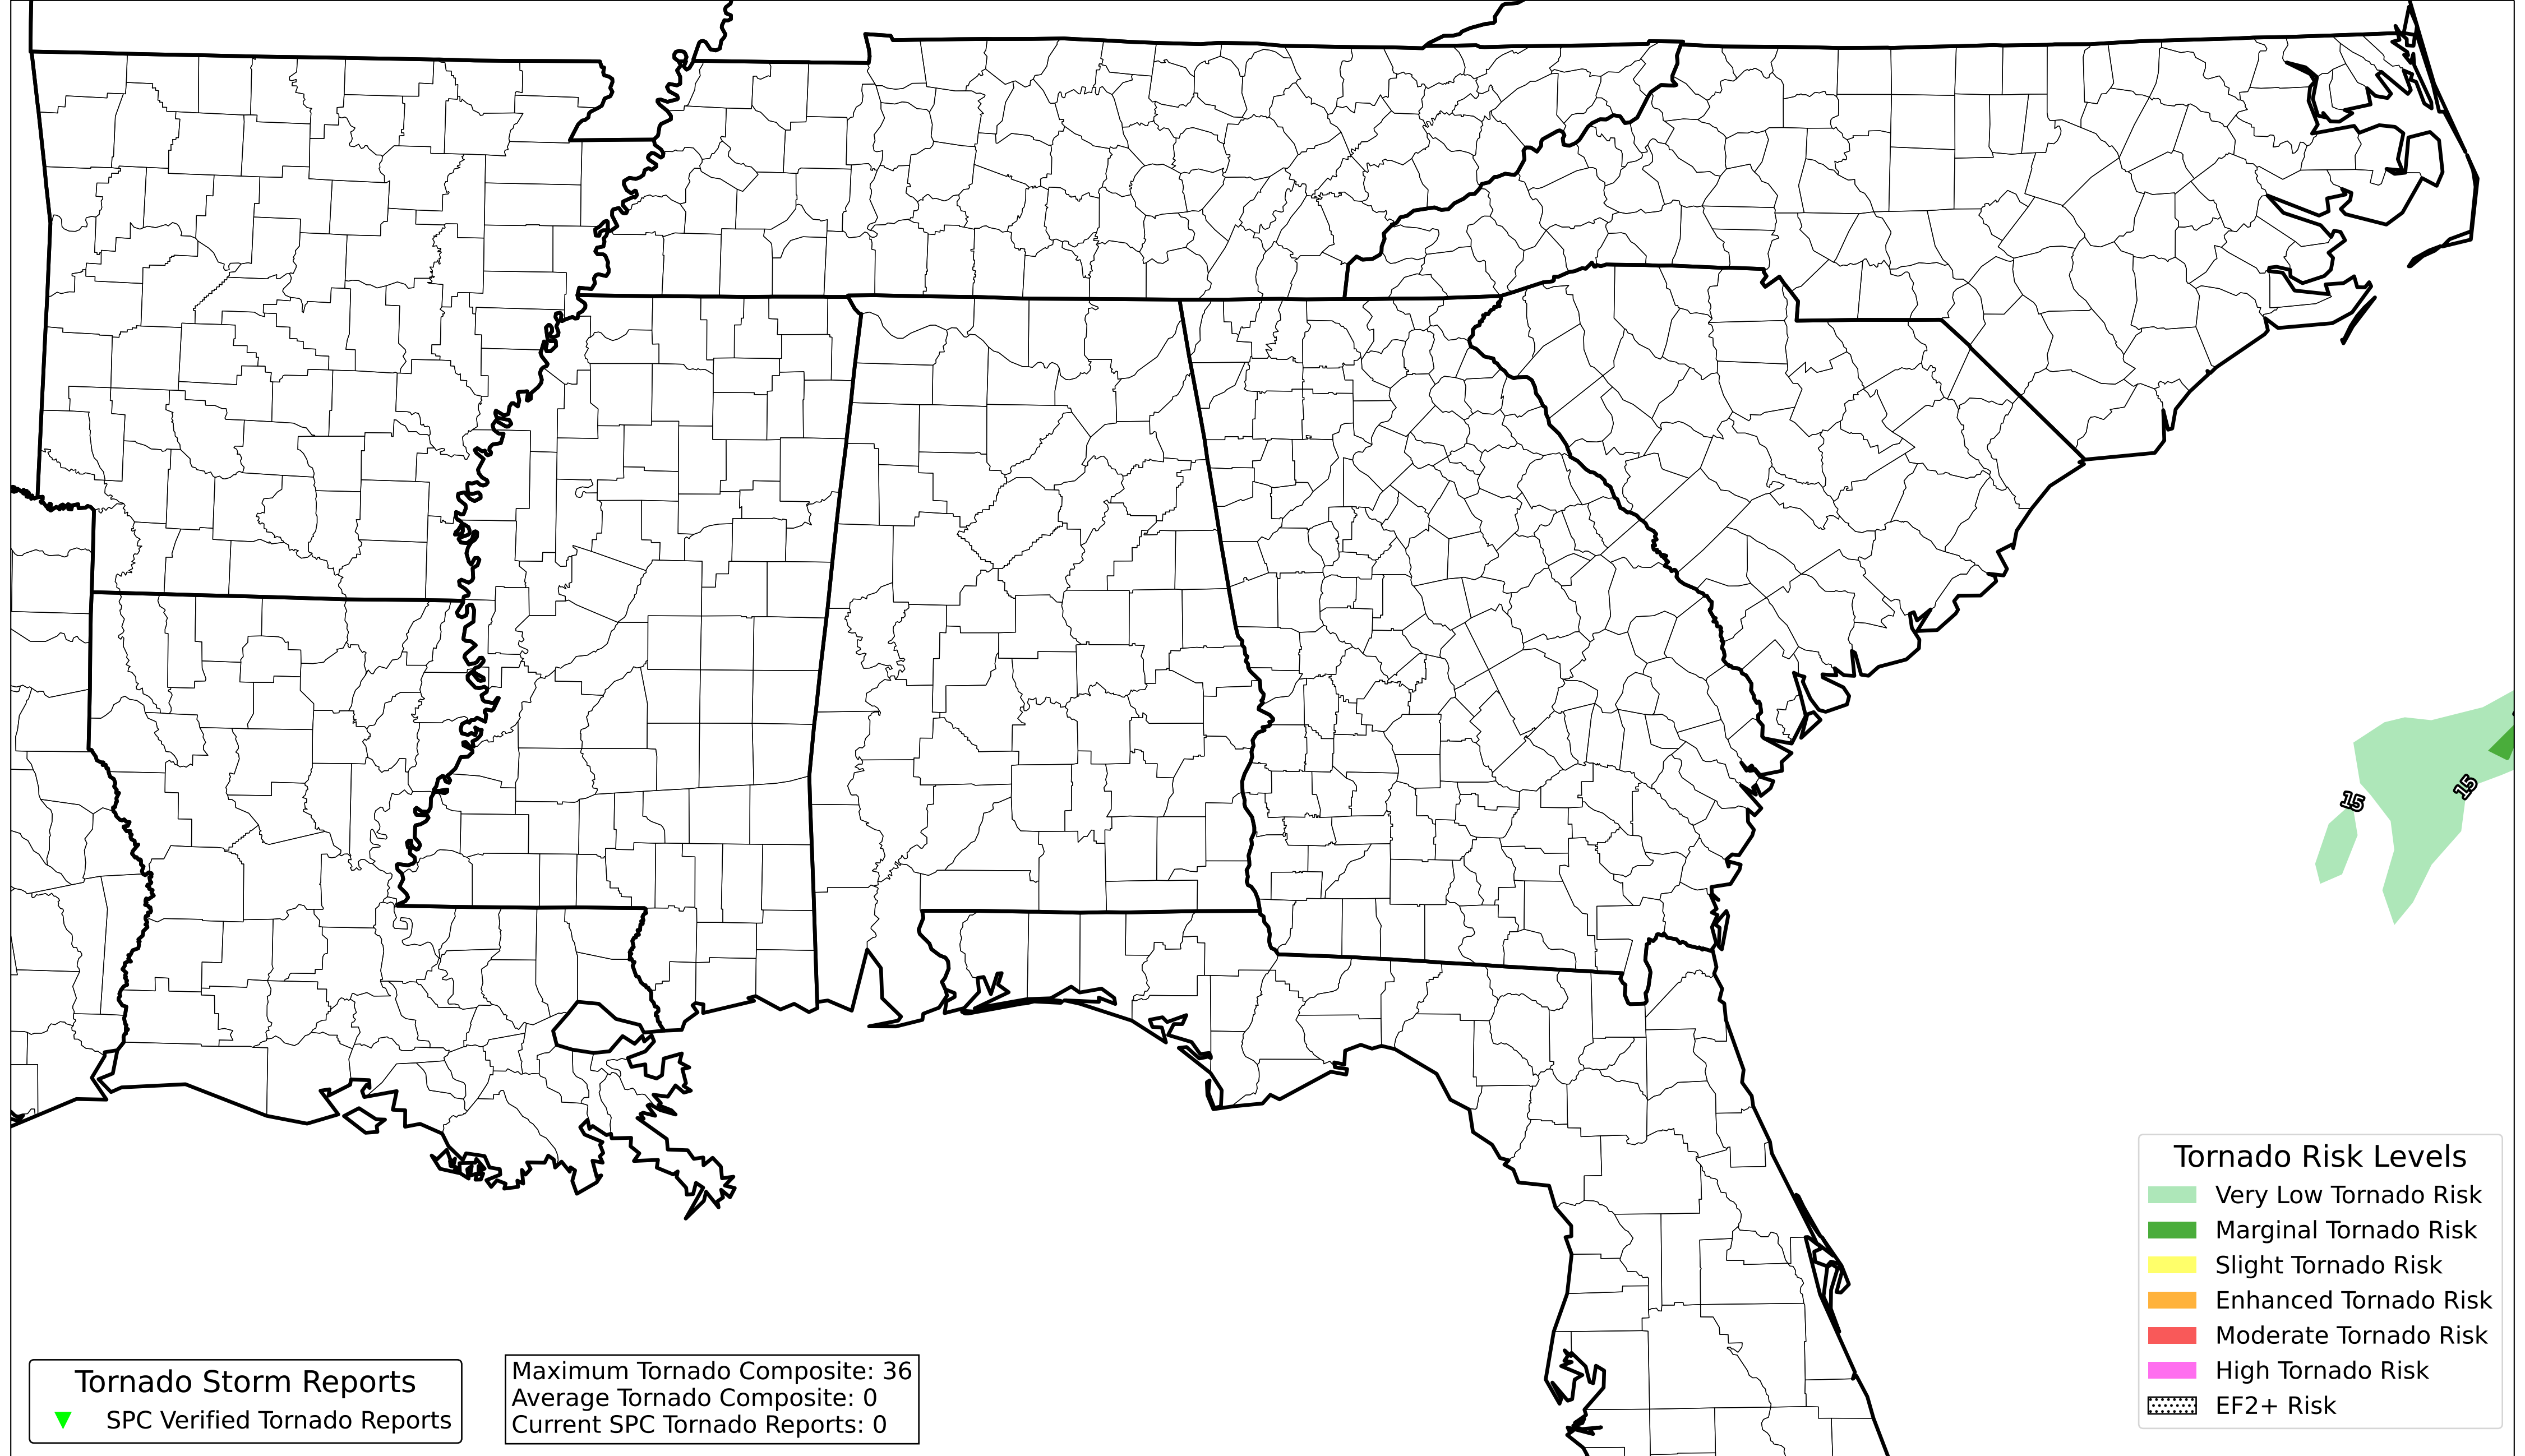 15
15
Tornado Risk Levels
Very Low Tornado Risk
Marginal Tornado Risk
Slight Tornado Risk
Enhanced Tornado Risk
Moderate Tornado Risk
High Tornado Risk
EF2+ Risk
Tornado Storm Reports
SPC Verified Tornado Reports
Maximum Tornado Composite: 36
Average Tornado Composite: 0
Current SPC Tornado Reports: 0